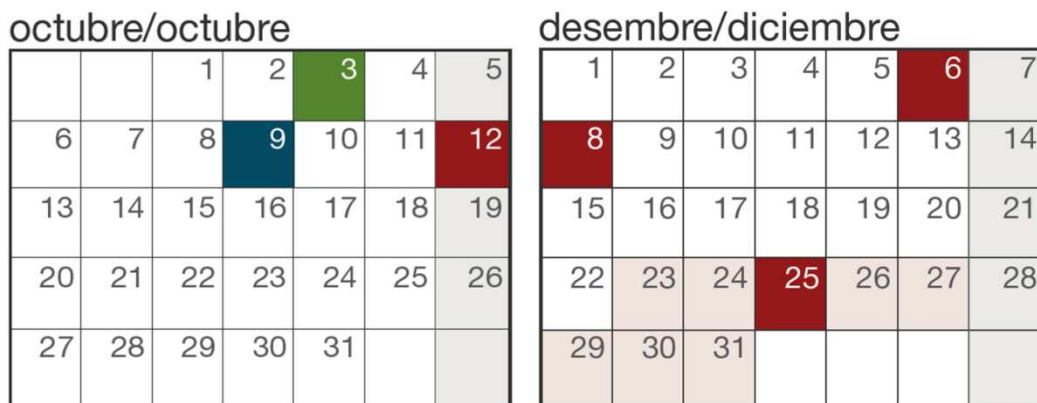 octubre/octubre
1 2 3 4 5
6 7 8 9 10 11 12
13 14 15 16 17 18 19
20 21 22 23 24 25 26
27 28 29 30 31
desembre/diciembre
1 2 3 4 5 6 7
8 9 10 11 12 13 14
15 16 17 18 19 20 21
22 23 24 25 26 27 28
29 30 31